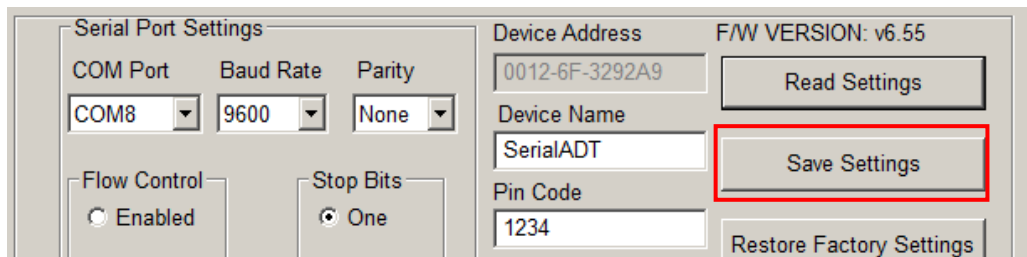 Serial Port Settings
COM Port Baud Rate Parity
COM8 9600 None
Flow Control Stop Bits
Enabled One
Device Address
0012-6F-3292A9
Device Name
SerialADT
Pin Code
1234
F/W VERSION: v6.55
Read Settings
Save Settings
Restore Factory Settings